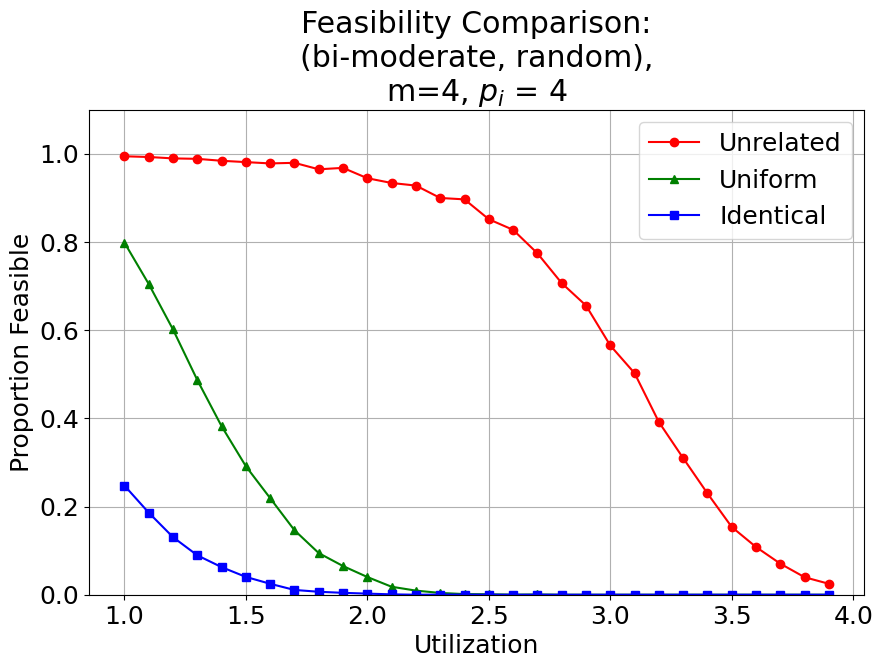 Feasibility Comparison:
(bi-moderate, random),
m=4, $p_i$ = 4
Unrelated
Uniform
Identical
Proportion Feasible
1.0
0.8
0.6
0.4
0.2
0.0
1.0 1.5 2.0 2.5 3.0 3.5 4.0
Utilization